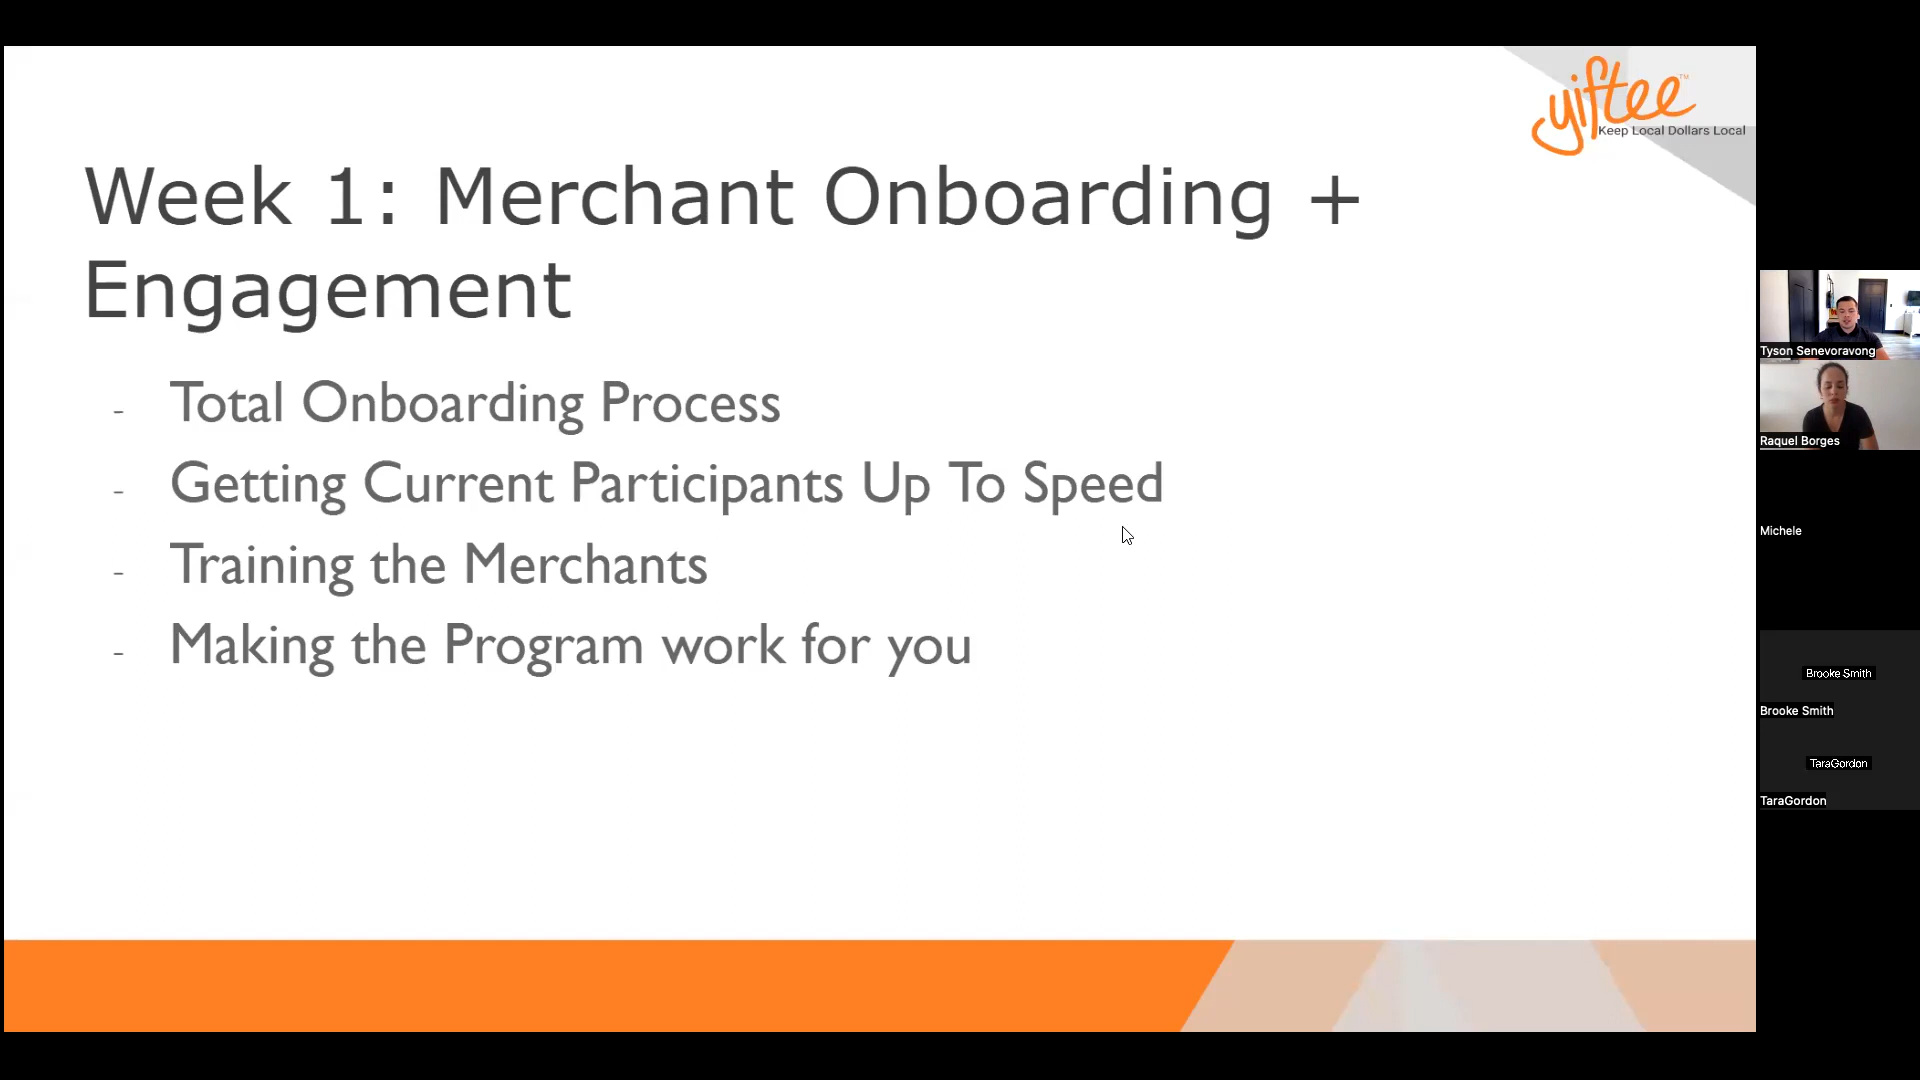 yiftee™
Keep Local Dollars Local
Week 1: Merchant Onboarding +
Engagement
- Total Onboarding Process
- Getting Current Participants Up To Speed
- Training the Merchants
- Making the Program work for you
Tyson Senevoravong
Raquel Borges
Michele
Brooke Smith
Brooke Smith
TaraGordon
TaraGordon